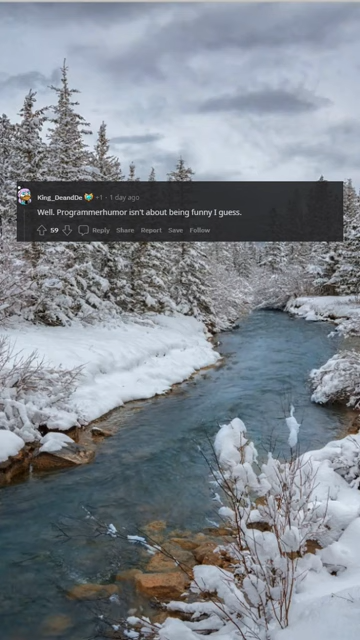 King_DeandDe +1 · 1 day ago
Well. Programmerhumor isn't about being funny I guess.
59 Reply Share Report Save Follow